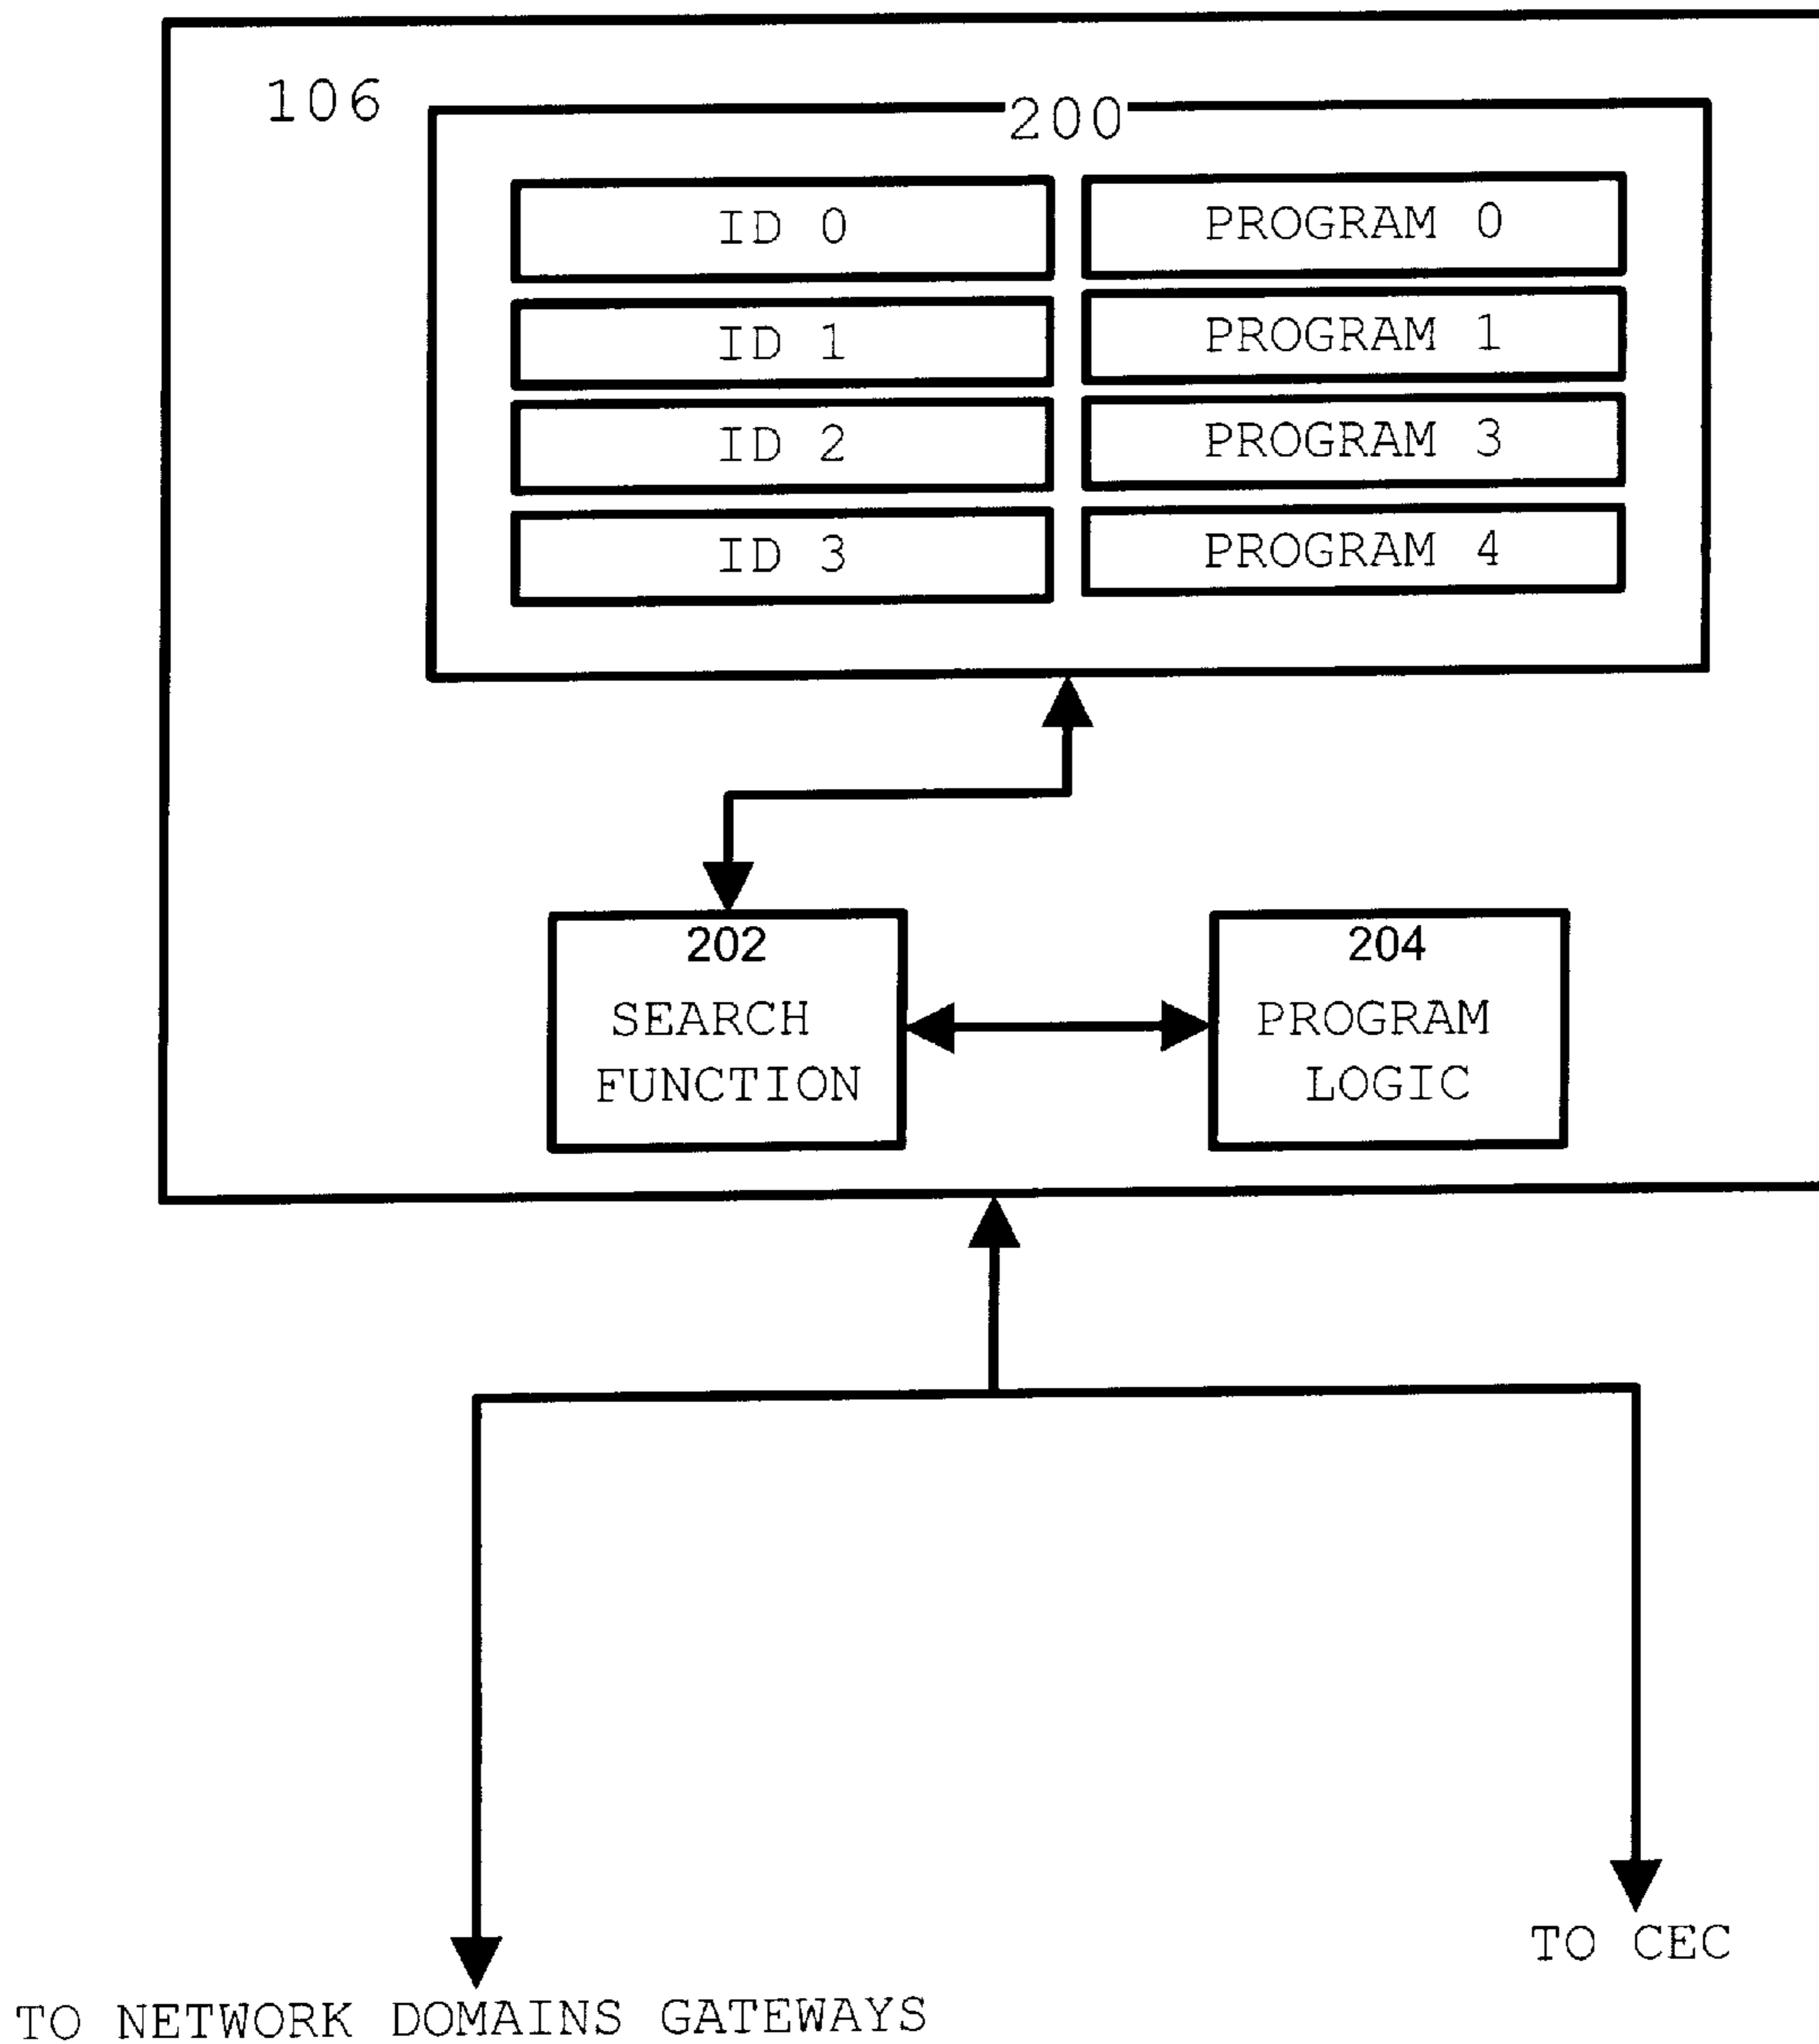 106
200
ID 0 PROGRAM 0
ID 1 PROGRAM 1
ID 2 PROGRAM 3
ID 3 PROGRAM 4
202
SEARCH
FUNCTION
204
PROGRAM
LOGIC
TO CEC
TO NETWORK DOMAINS GATEWAYS